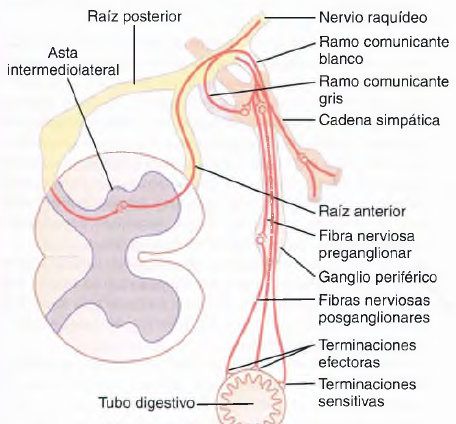 Raíz posterior
Asta
intermediolateral
Nervio raquídeo
Ramo comunicante
blanco
Ramo comunicante
gris
Cadena simpática
Raíz anterior
Fibra nerviosa
preganglionar
Ganglio periférico
Fibras nerviosas
posganglionares
Terminaciones
efectoras
Terminaciones
sensitivas
Tubo digestivo